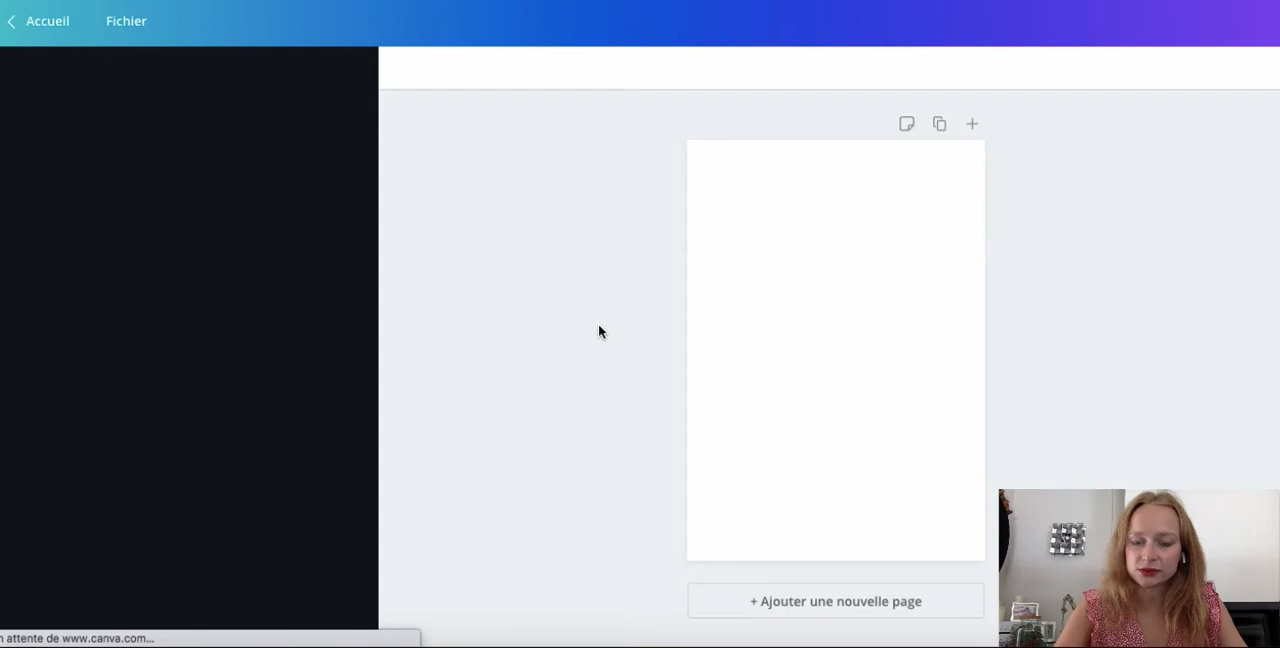 Accueil Fichier
+ Ajouter une nouvelle page
attente de www.canva.com...